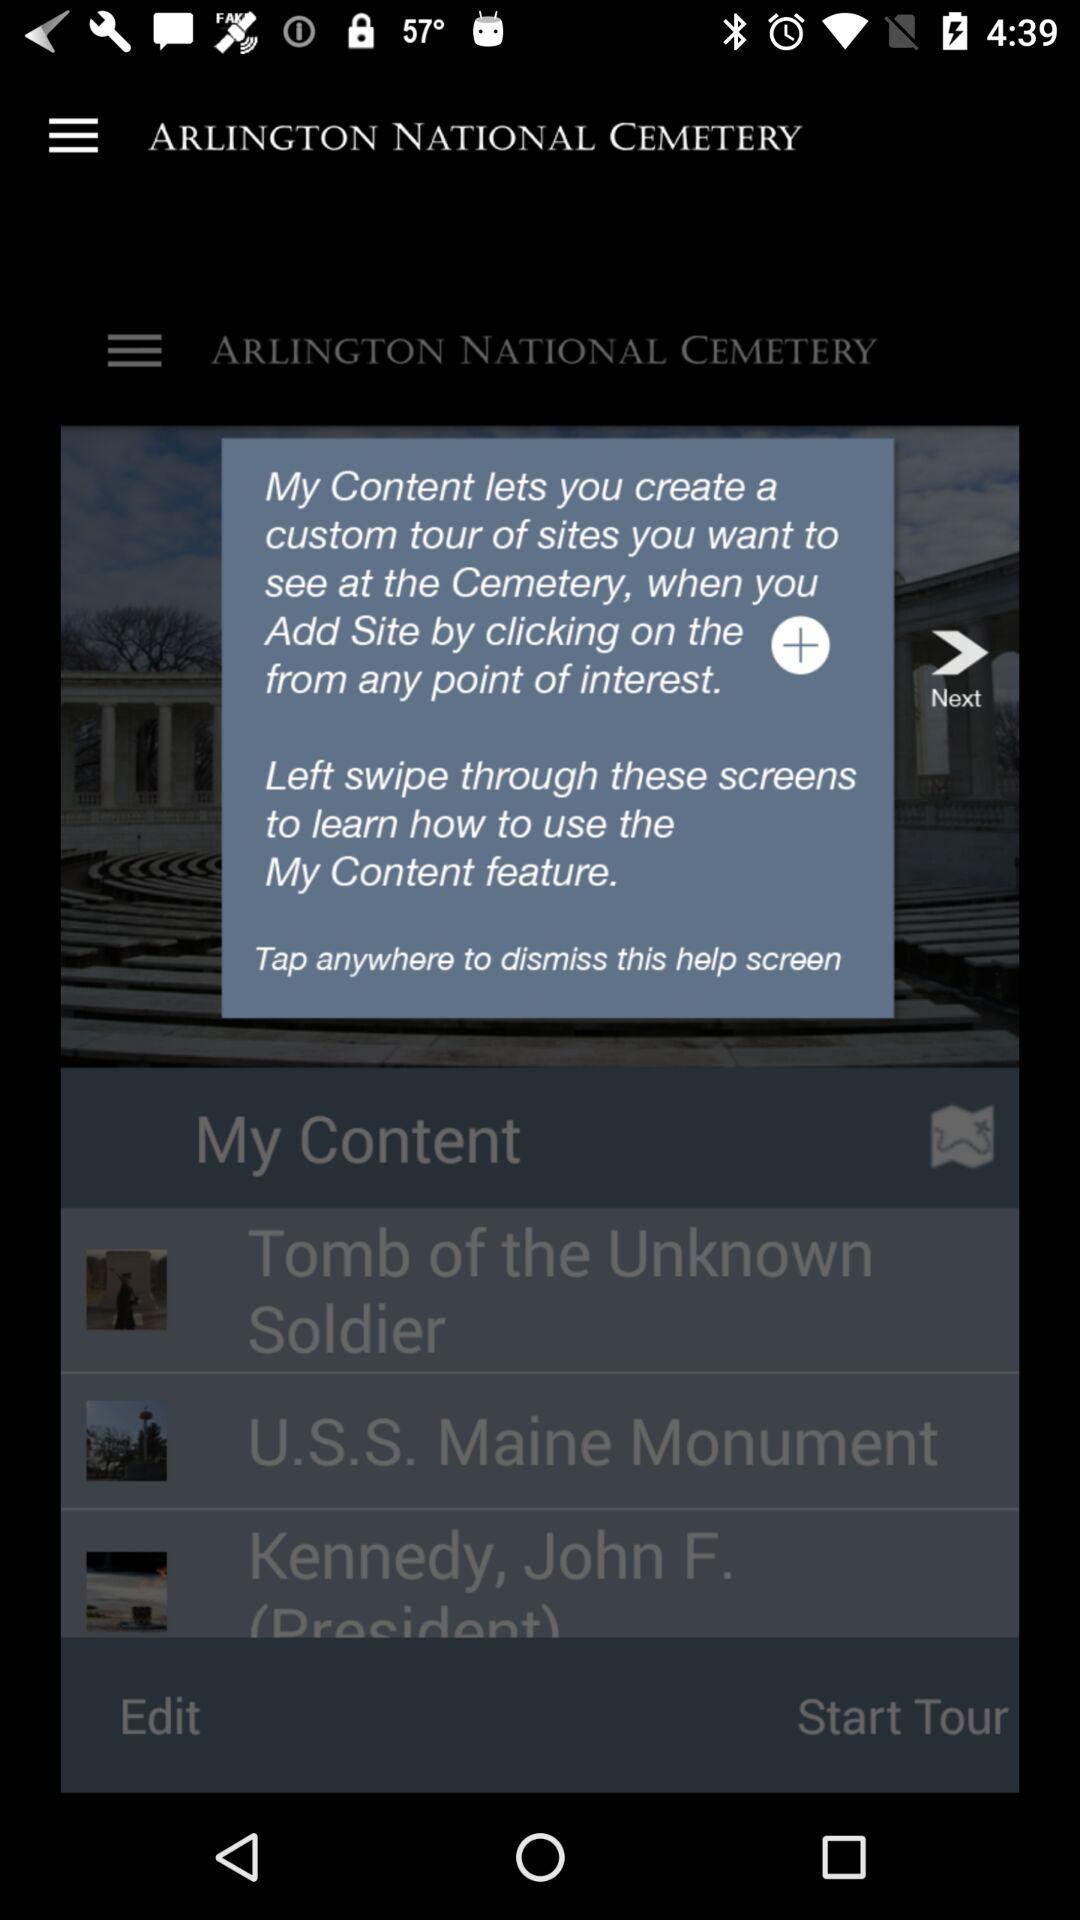 FAKE 57° 4:39
ARLINGTON NATIONAL CEMETERY
ARLINGTON NATIONAL CEMETERY
My Content lets you create a
custom tour of sites you want to
see at the Cemetery, when you
Add Site by clicking on the
from any point of interest.
Next
Left swipe through these screens
to learn how to use the
My Content feature.
Tap anywhere to dismiss this help screen
My Content
Tomb of the Unknown
Soldier
U.S.S. Maine Monument
Kennedy, John F.
(President)
Edit
Start Tour